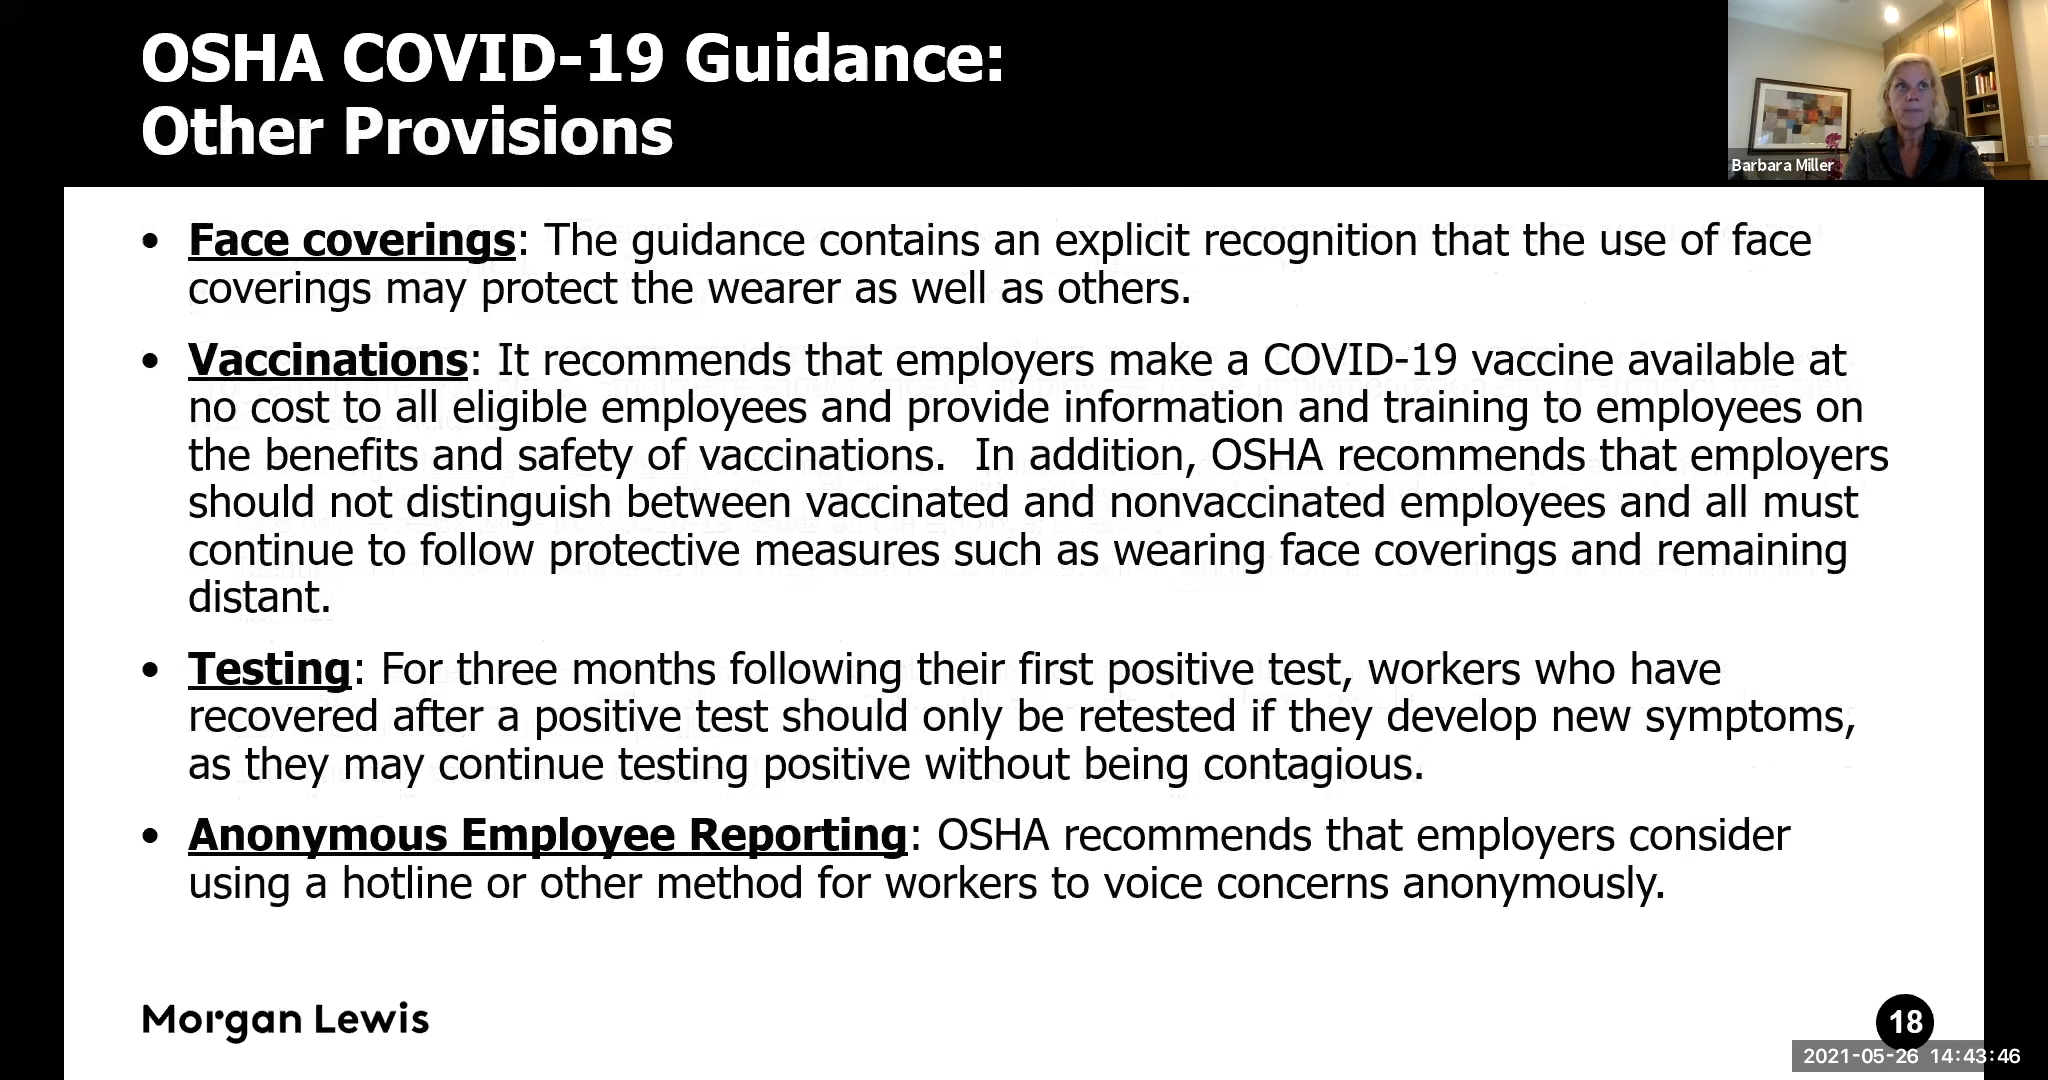 OSHA COVID-19 Guidance:
Other Provisions
Barbara Miller
• Face coverings: The guidance contains an explicit recognition that the use of face
coverings may protect the wearer as well as others.
• Vaccinations: It recommends that employers make a COVID-19 vaccine available at
no cost to all eligible employees and provide information and training to employees on
the benefits and safety of vaccinations.  In addition, OSHA recommends that employers
should not distinguish between vaccinated and nonvaccinated employees and all must
continue to follow protective measures such as wearing face coverings and remaining
distant.
• Testing: For three months following their first positive test, workers who have
recovered after a positive test should only be retested if they develop new symptoms,
as they may continue testing positive without being contagious.
• Anonymous Employee Reporting: OSHA recommends that employers consider
using a hotline or other method for workers to voice concerns anonymously.
Morgan Lewis
18
2021-05-26 14:43:46